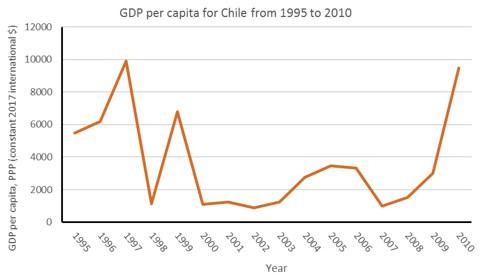 GDP per capita for Chile from 1995 to 2010
GDP per capita, PPP (constant 2017 international $)
12000
10000
8000
6000
4000
2000
0
1995 1996 1997 1998 1999 2000 2001 2002 2003 2004 2005 2006 2007 2008 2009 2010
Year